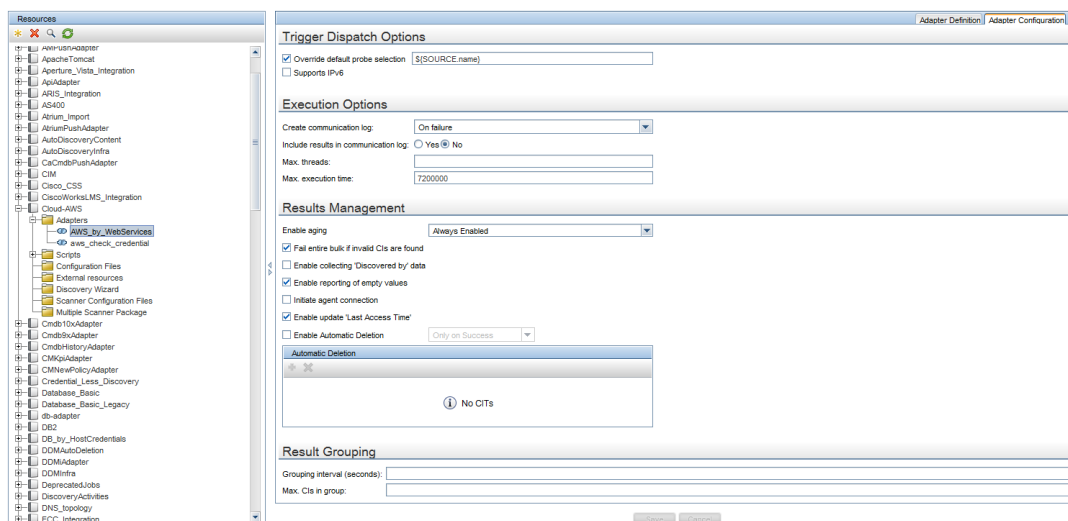 Resources
AMPushAdapter
ApacheTomcat
Aperture_Vista_Integration
ApiAdapter
ARIS_Integration
AS400
Atrium_Import
AtriumPushAdapter
AutoDiscoveryContent
AutoDiscoveryInfra
CaCmdbPushAdapter
CIM
Cisco_CSS
CiscoWorksLMS_Integration
Cloud-AWS
Adapters
AWS_by_WebServices
aws_check_credential
Scripts
Configuration Files
External resources
Discovery Wizard
Scanner Configuration Files
Multiple Scanner Package
Cmdb10xAdapter
Cmdb9xAdapter
CmdbHistoryAdapter
CMKpiAdapter
CMNewPolicyAdapter
Credential_Less_Discovery
Database_Basic
Database_Basic_Legacy
db-adapter
DB2
DB_by_HostCredentials
DDMAutoDeletion
DDMiAdapter
DDMInfra
DeprecatedJobs
DiscoveryActivities
DNS_topology
ECC_Integration
Adapter Definition Adapter Configuration
Trigger Dispatch Options
Override default probe selection ${SOURCE.name}
Supports IPv6
Execution Options
Create communication log: On failure
Include results in communication log: Yes No
Max. threads:
Max. execution time: 7200000
Results Management
Enable aging Always Enabled
Fail entire bulk if invalid CIs are found
Enable collecting 'Discovered by' data
Enable reporting of empty values
Initiate agent connection
Enable update 'Last Access Time'
Enable Automatic Deletion Only on Success
Automatic Deletion
No CITs
Result Grouping
Grouping interval (seconds):
Max. CIs in group:
Save Cancel